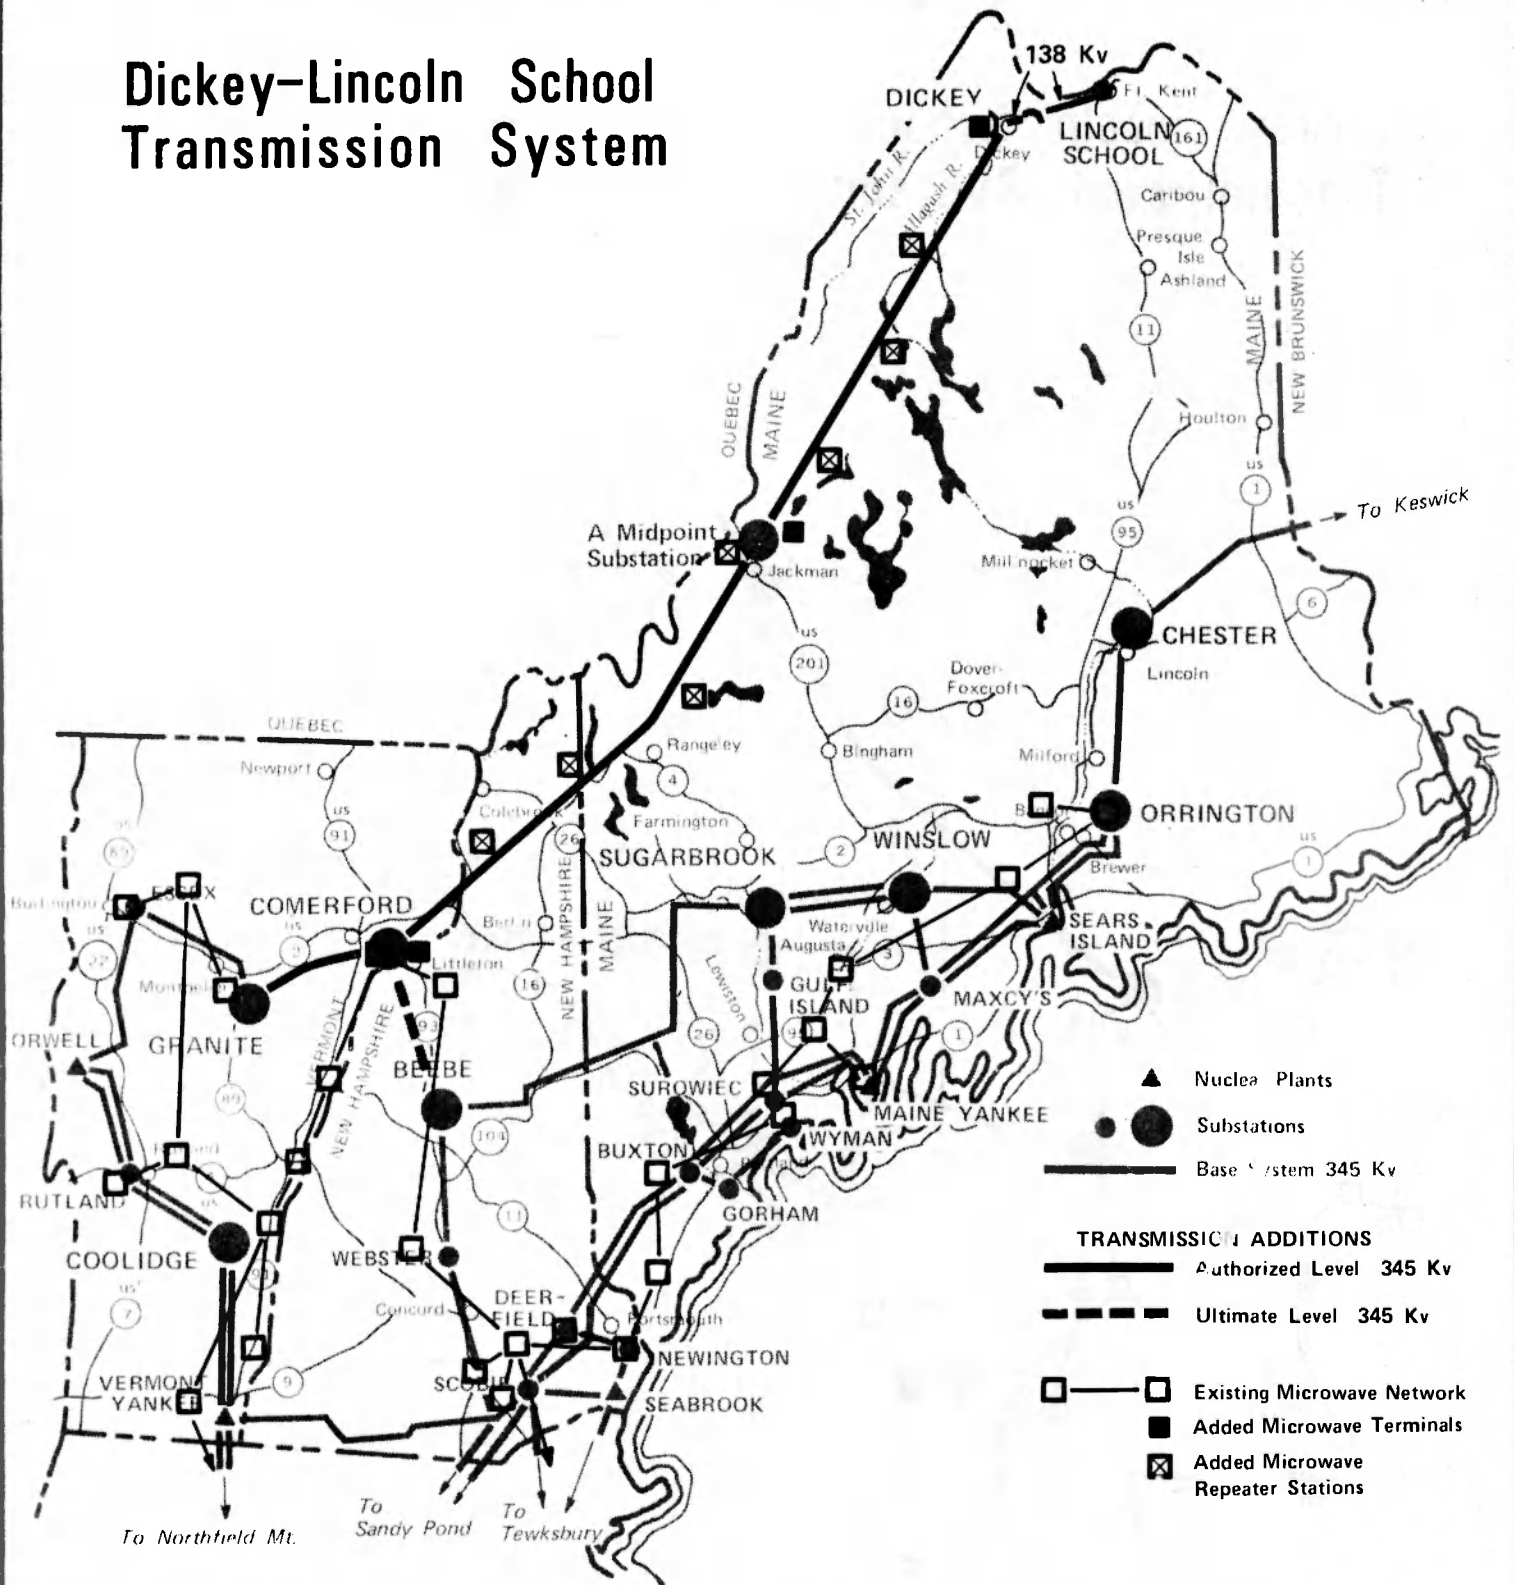 Dickey-Lincoln School
Transmission System
138 Kv
DICKEY
Ft. Kent
LINCOLN
SCHOOL
161
Dickey
St. John R.
Allagash R.
Caribou
Presque
Isle
Ashland
11
MAINE
NEW BRUNSWICK
QUEBEC
MAINE
Houlton
us
1
To Keswick
us
95
A Midpoint
Substation
Jackman
Millinocket
6
CHESTER
Lincoln
us
201
Dover-
Foxcroft
16
QUEBEC
Newport
Rangeley
Bingham
Milford
4
us
91
Colebrook
26
Farmington
ORRINGTON
SUGARBROOK
2
WINSLOW
us
1
Brewer
Burlington
ESSEX
COMERFORD
Berlin
NEW HAMPSHIRE
MAINE
Waterville
Augusta
3
SEARS
ISLAND
us
us
2
Littleton
Montpelier
16
Lewiston
GULF
ISLAND
MAXCY'S
ORWELL
GRANITE
VERMONT
NEW HAMPSHIRE
93
26
95
1
BEEBE
89
SUROWIEC
MAINE YANKEE
WYMAN
104
BUXTON
RUTLAND
us
GORHAM
13
COOLIDGE
WEBSTER
91
us
7
Concord
DEER-
FIELD
Portsmouth
NEWINGTON
VERMONT
YANKEE
9
SCOBIE
SEABROOK
To Northfield Mt.
To
Sandy Pond
To
Tewksbury
Nuclea Plants
Substations
Base System 345 Kv
TRANSMISSION ADDITIONS
Authorized Level 345 Kv
Ultimate Level 345 Kv
Existing Microwave Network
Added Microwave Terminals
Added Microwave
Repeater Stations